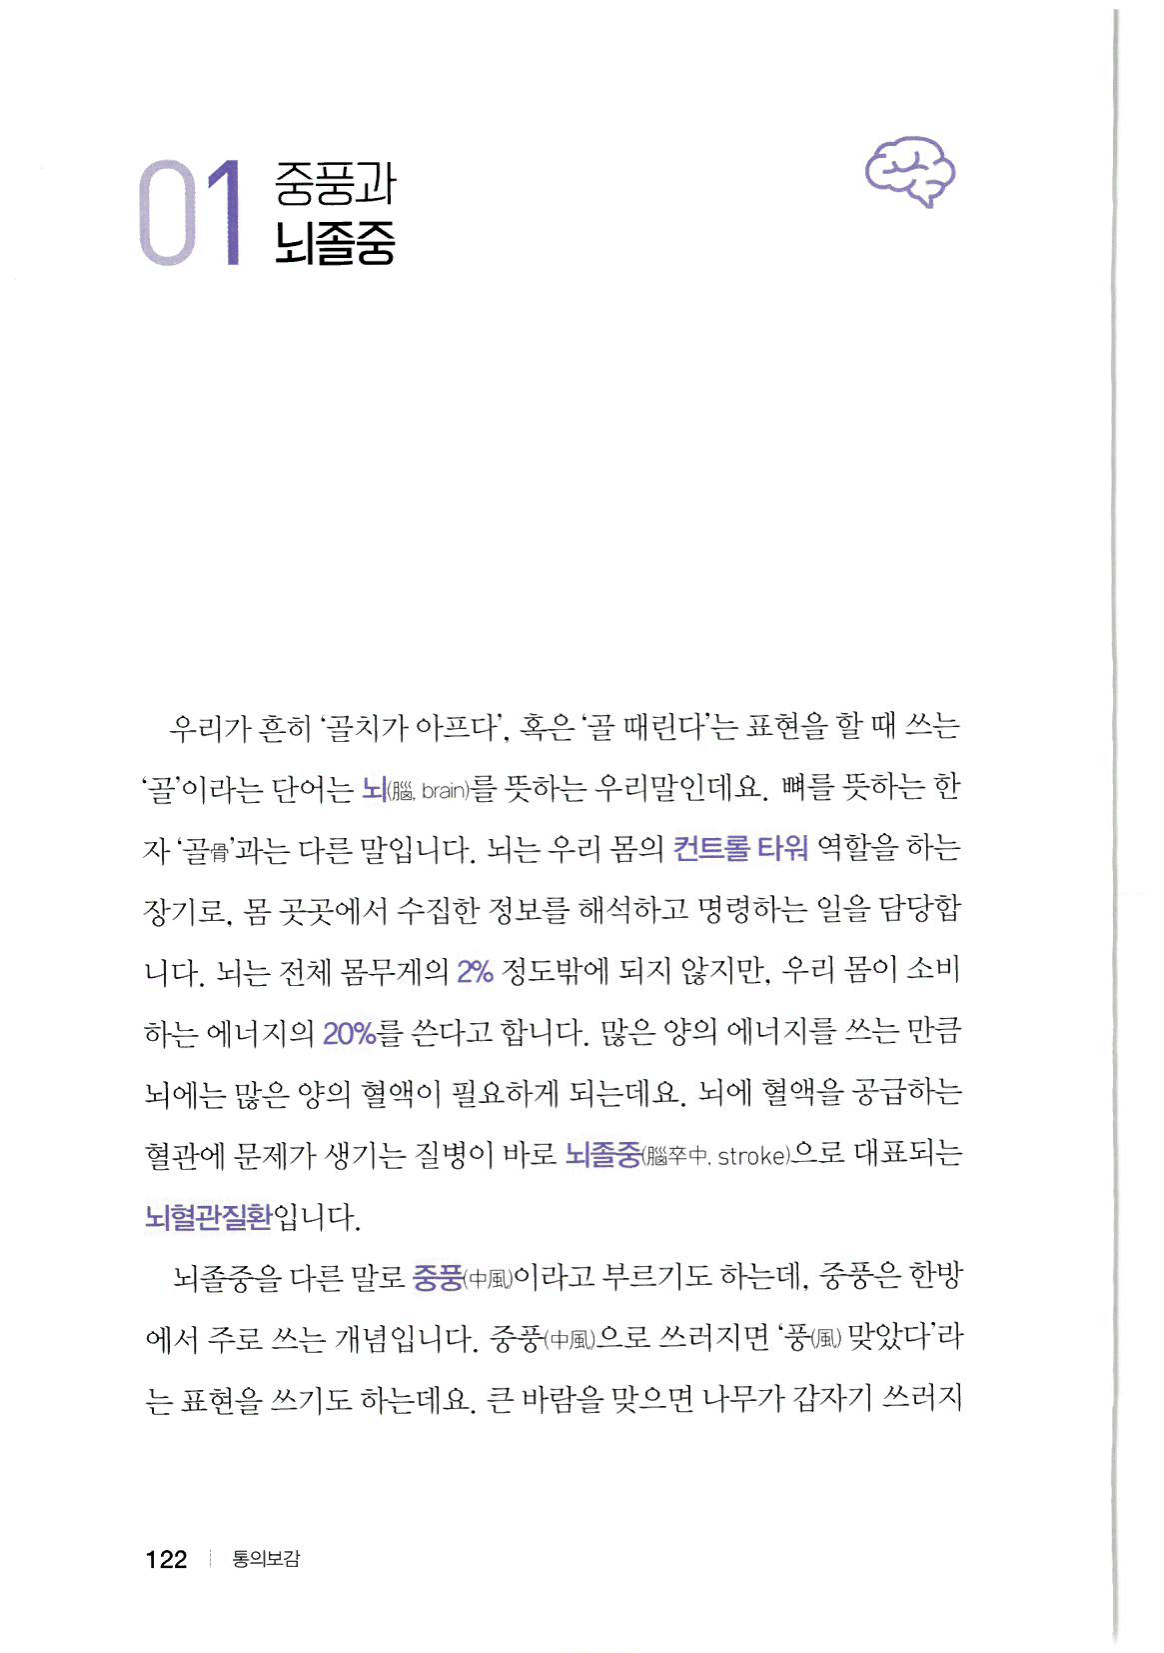 01 중풍과
뇌졸중
우리가 흔히 ‘골치가 아프다’, 혹은 ‘골 때린다’는 표현을 할 때 쓰는
‘골’이라는 단어는 뇌(腦, brain)를 뜻하는 우리말인데요. 뼈를 뜻하는 한
자 ‘골骨’과는 다른 말입니다. 뇌는 우리 몸의 컨트롤 타워 역할을 하는
장기로, 몸 곳곳에서 수집한 정보를 해석하고 명령하는 일을 담당합
니다. 뇌는 전체 몸무게의 2% 정도밖에 되지 않지만, 우리 몸이 소비
하는 에너지의 20%를 쓴다고 합니다. 많은 양의 에너지를 쓰는 만큼
뇌에는 많은 양의 혈액이 필요하게 되는데요. 뇌에 혈액을 공급하는
혈관에 문제가 생기는 질병이 바로 뇌졸중(腦卒中, stroke)으로 대표되는
뇌혈관질환입니다.
뇌졸중을 다른 말로 중풍(中風)이라고 부르기도 하는데, 중풍은 한방
에서 주로 쓰는 개념입니다. 중풍(中風)으로 쓰러지면 ‘풍(風) 맞았다’라
는 표현을 쓰기도 하는데요. 큰 바람을 맞으면 나무가 갑자기 쓰러지
122 | 통의보감